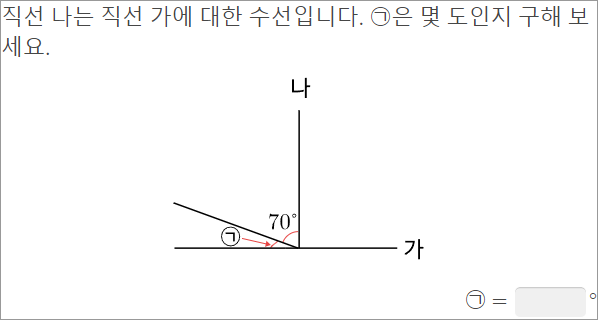 직선 나는 직선 가에 대한 수선입니다. ㉠은 몇 도인지 구해 보
세요.
나
70°
㉠
가
㉠ = °